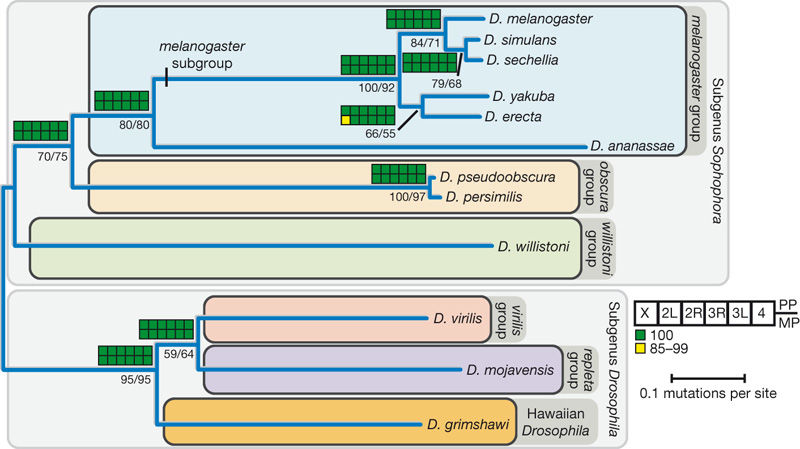 D. melanogaster
84/71
D. simulans
melanogaster
subgroup
D. sechellia
79/68
100/92
D. yakuba
D. erecta
66/55
80/80
D. ananassae
melanogaster group
70/75
D. pseudoobscura
D. persimilis
100/97
obscura
group
D. willistoni
willistoni
group
Subgenus Sophophora
D. virilis
virilis
group
59/64
D. mojavensis
repleta
group
95/95
D. grimshawi
Hawaiian
Drosophila
Subgenus Drosophila
X 2L 2R 3R 3L 4 PP
MP
100
85–99
0.1 mutations per site